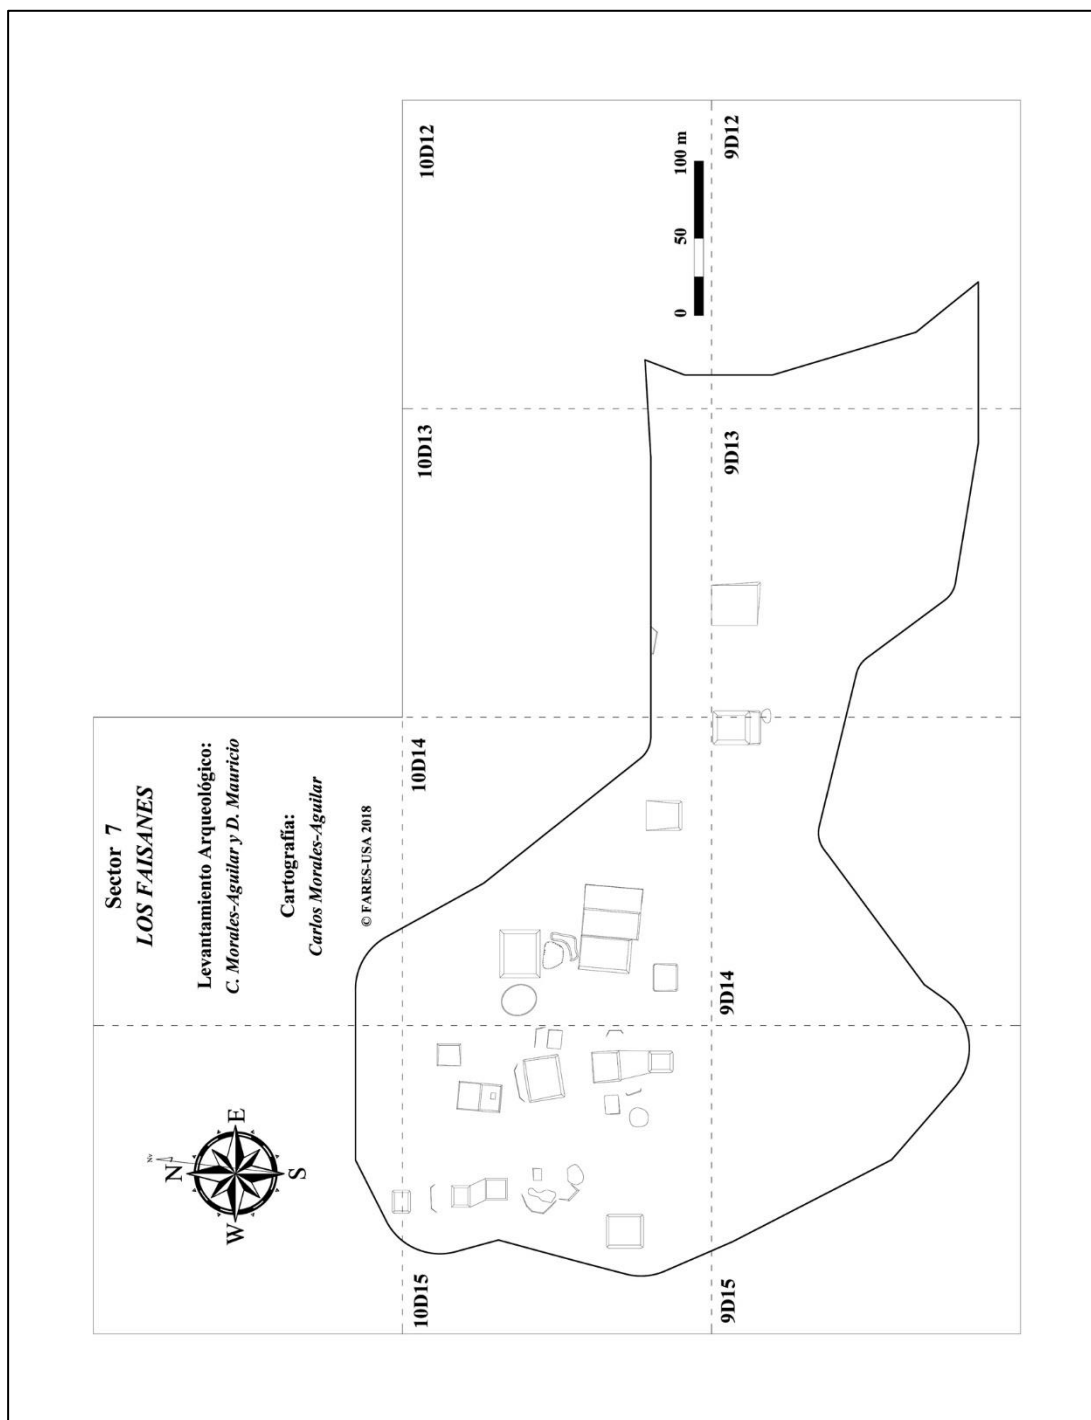 Nv
N
W
E
S
Sector 7
LOS FAISANES
Levantamiento Arqueológico:
C. Morales-Aguilar y D. Mauricio
Cartografía:
Carlos Morales-Aguilar
© FARES-USA 2018
10D15
10D14
10D13
10D12
0 50 100 m
9D15
9D14
9D13
9D12